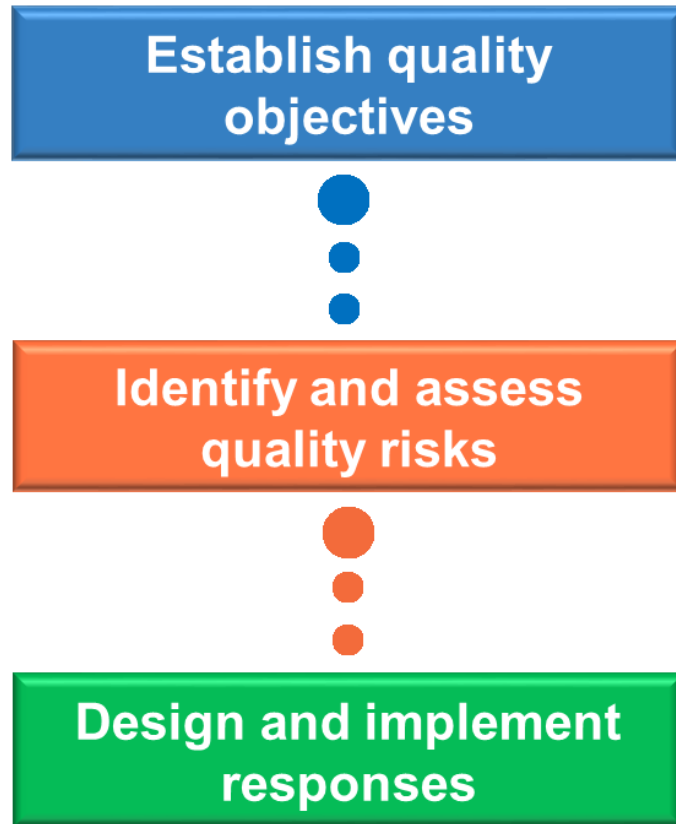 Establish quality
objectives
Identify and assess
quality risks
Design and implement
responses